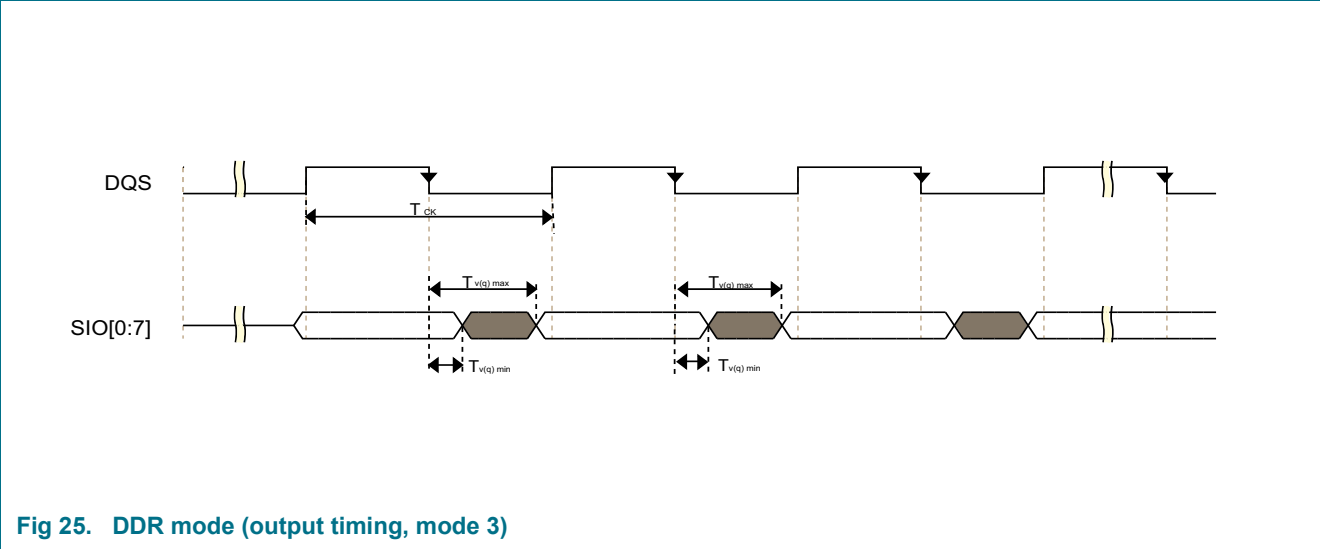 DQS
T CK
T v(q) max T v(q) max
SIO[0:7]
T v(q) min T v(q) min
Fig 25. DDR mode (output timing, mode 3)